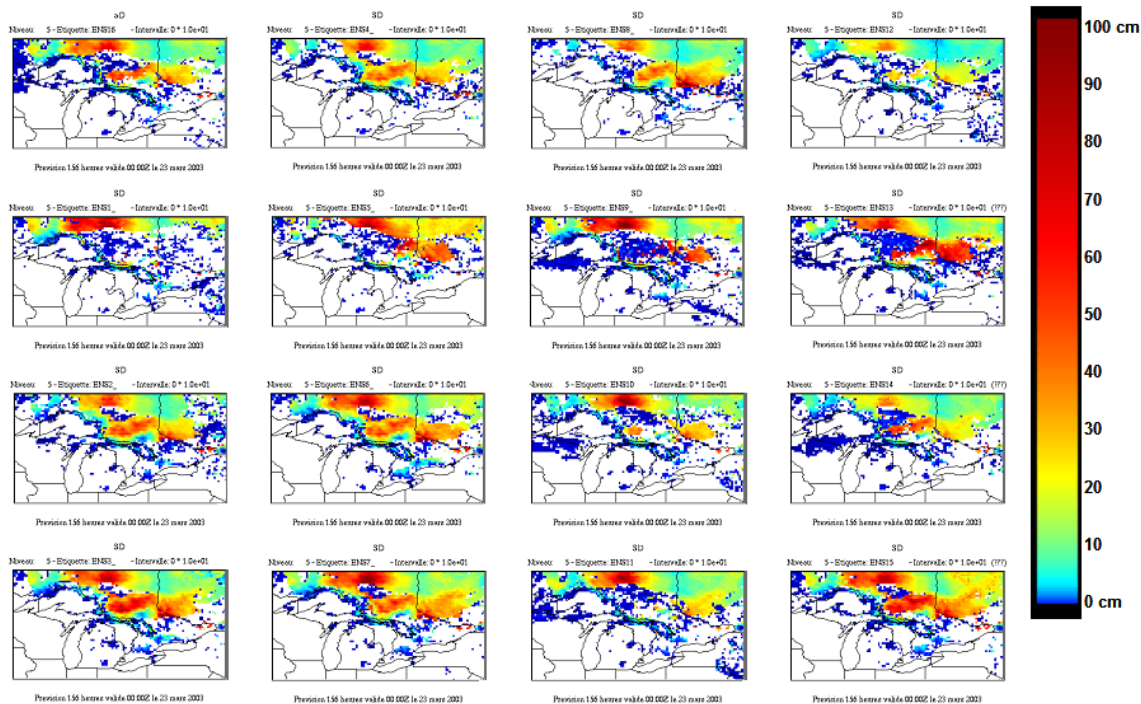 aD SD SD SD
Niveau: 5 - Etiquette: ENS16 - Intervalle: 0 * 1.0e+01 Niveau: 5 - Etiquette: ENS4_ - Intervalle: 0 * 1.0e+01 Niveau: 5 - Etiquette: ENS8_ - Intervalle: 0 * 1.0e+01 Niveau: 5 - Etiquette: ENS12 - Intervalle: 0 * 1.0e+01
Prevision 156 heures valide 00:00Z le 23 mars 2003 Prevision 156 heures valide 00:00Z le 23 mars 2003 Prevision 156 heures valide 00:00Z le 23 mars 2003 Prevision 156 heures valide 00:00Z le 23 mars 2003
SD SD SD SD
Niveau: 5 - Etiquette: ENS1_ - Intervalle: 0 * 1.0e+01 Niveau: 5 - Etiquette: ENS5_ - Intervalle: 0 * 1.0e+01 Niveau: 5 - Etiquette: ENS9_ - Intervalle: 0 * 1.0e+01 Niveau: 5 - Etiquette: ENS13 - Intervalle: 0 * 1.0e+01 (???)
Prevision 156 heures valide 00:00Z le 23 mars 2003 Prevision 156 heures valide 00:00Z le 23 mars 2003 Prevision 156 heures valide 00:00Z le 23 mars 2003 Prevision 156 heures valide 00:00Z le 23 mars 2003
SD SD SD SD
Niveau: 5 - Etiquette: ENS2_ - Intervalle: 0 * 1.0e+01 Niveau: 5 - Etiquette: ENS6_ - Intervalle: 0 * 1.0e+01 Niveau: 5 - Etiquette: ENS10 - Intervalle: 0 * 1.0e+01 Niveau: 5 - Etiquette: ENS14 - Intervalle: 0 * 1.0e+01 (???)
Prevision 156 heures valide 00:00Z le 23 mars 2003 Prevision 156 heures valide 00:00Z le 23 mars 2003 Prevision 156 heures valide 00:00Z le 23 mars 2003 Prevision 156 heures valide 00:00Z le 23 mars 2003
SD SD SD SD
Niveau: 5 - Etiquette: ENS3_ - Intervalle: 0 * 1.0e+01 Niveau: 5 - Etiquette: ENS7_ - Intervalle: 0 * 1.0e+01 Niveau: 5 - Etiquette: ENS11 - Intervalle: 0 * 1.0e+01 Niveau: 5 - Etiquette: ENS15 - Intervalle: 0 * 1.0e+01 (???)
Prevision 156 heures valide 00:00Z le 23 mars 2003 Prevision 156 heures valide 00:00Z le 23 mars 2003 Prevision 156 heures valide 00:00Z le 23 mars 2003 Prevision 156 heures valide 00:00Z le 23 mars 2003
100 cm
90
80
70
60
50
40
30
20
10
0 cm